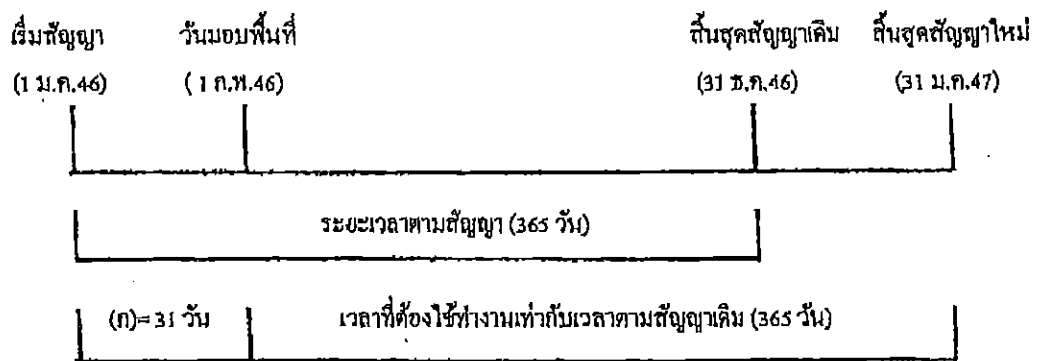 เริ่มสัญญา วันมอบพื้นที่ สิ้นสุดสัญญาเดิม สิ้นสุดสัญญาใหม่
(1 ม.ค.46) (1 ก.พ.46) (31 ธ.ค.46) (31 ม.ค.47)
ระยะเวลาตามสัญญา (365 วัน)
(ก)= 31 วัน เวลาที่ต้องใช้ทำงานเท่ากับเวลาตามสัญญาเดิม (365 วัน)